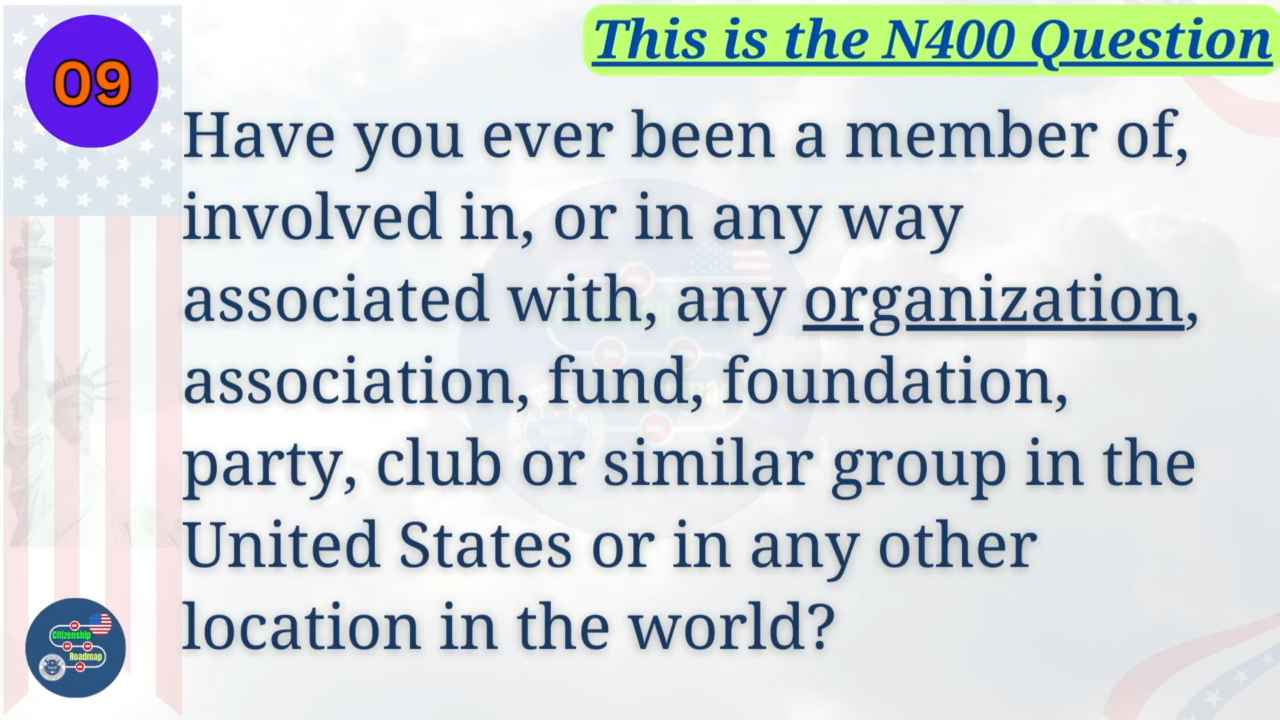 09
This is the N400 Question
Have you ever been a member of,
involved in, or in any way
associated with, any organization,
association, fund, foundation,
party, club or similar group in the
United States or in any other
location in the world?
Citizenship
Roadmap